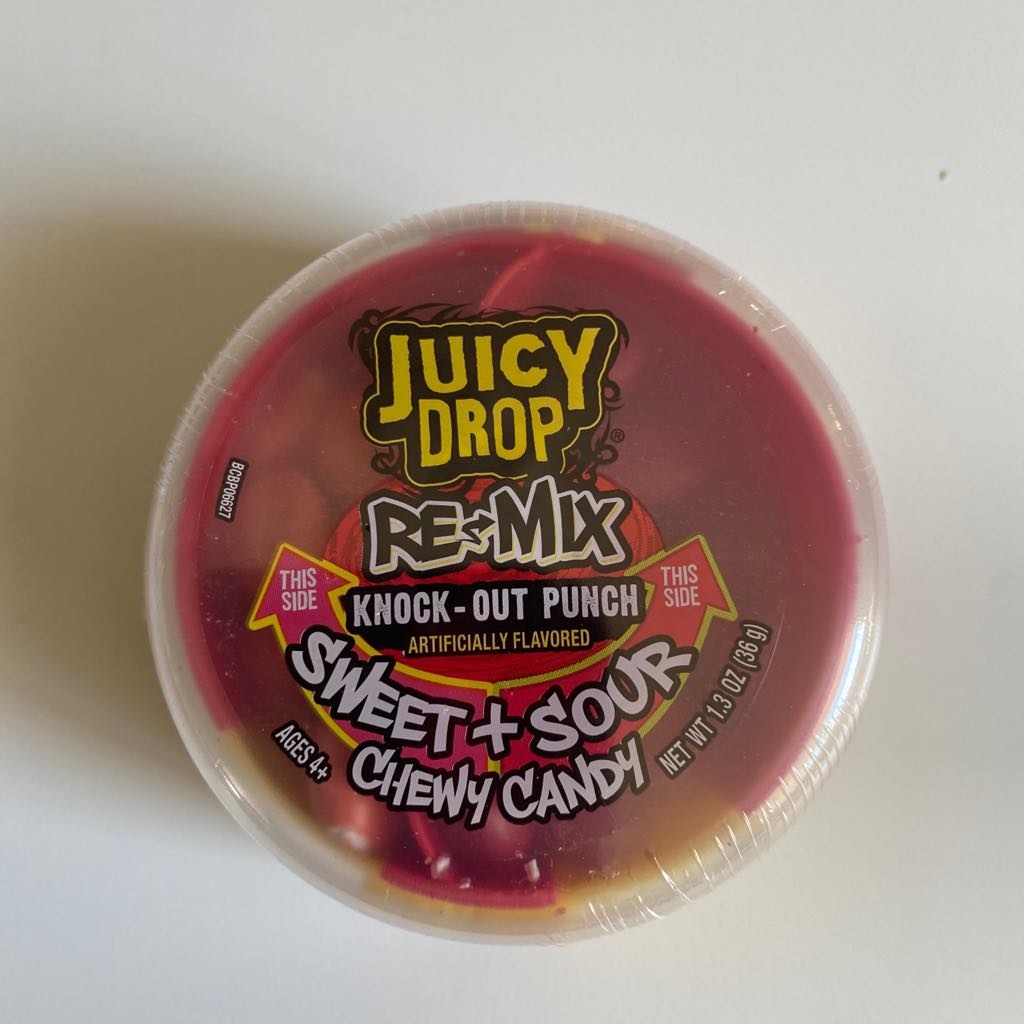 JUICY
DROP
®
RE-MIX
THIS
SIDE
THIS
SIDE
KNOCK-OUT PUNCH
ARTIFICIALLY FLAVORED
SWEET + SOUR
CHEWY CANDY
AGES 4+
NET WT 1.3 OZ (36 g)
BCBP06627